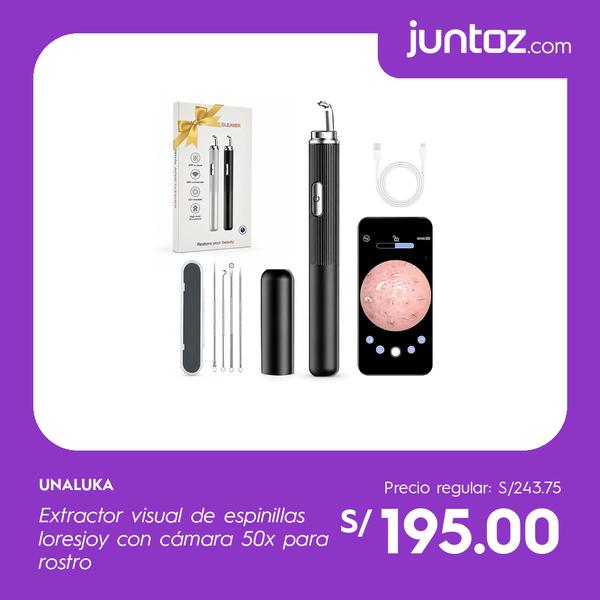 juntoz.com
CLEANER
Restore your beauty
UNALUKA
Precio regular: S/243.75
Extractor visual de espinillas
loresjoy con cámara 50x para
rostro
S/195.00